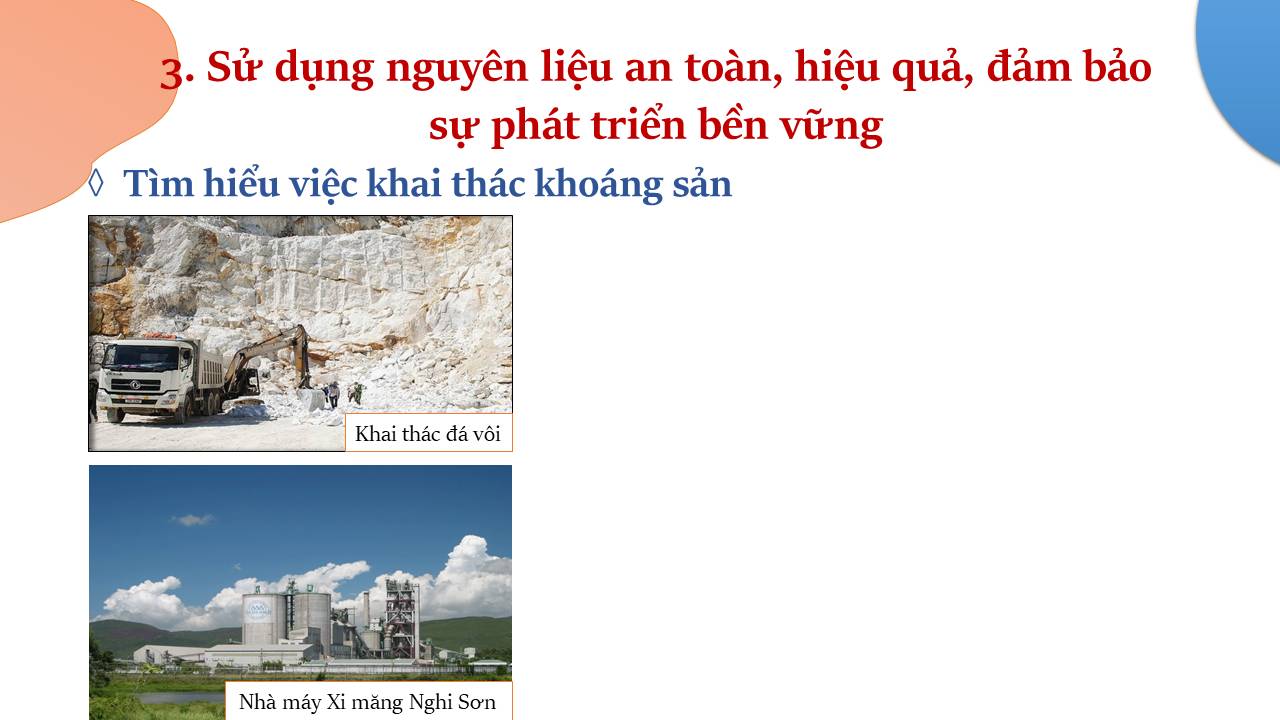 3. Sử dụng nguyên liệu an toàn, hiệu quả, đảm bảo
sự phát triển bền vững
◊ Tìm hiểu việc khai thác khoáng sản
Khai thác đá vôi
Nhà máy Xi măng Nghi Sơn